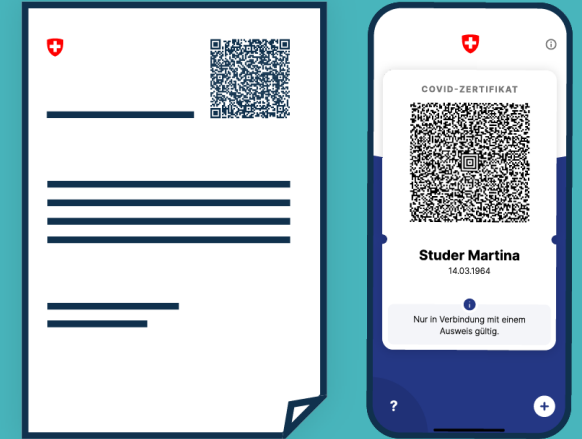 COVID-ZERTIFIKAT
Studer Martina
14.03.1964
Nur in Verbindung mit einem
Ausweis gültig.
?